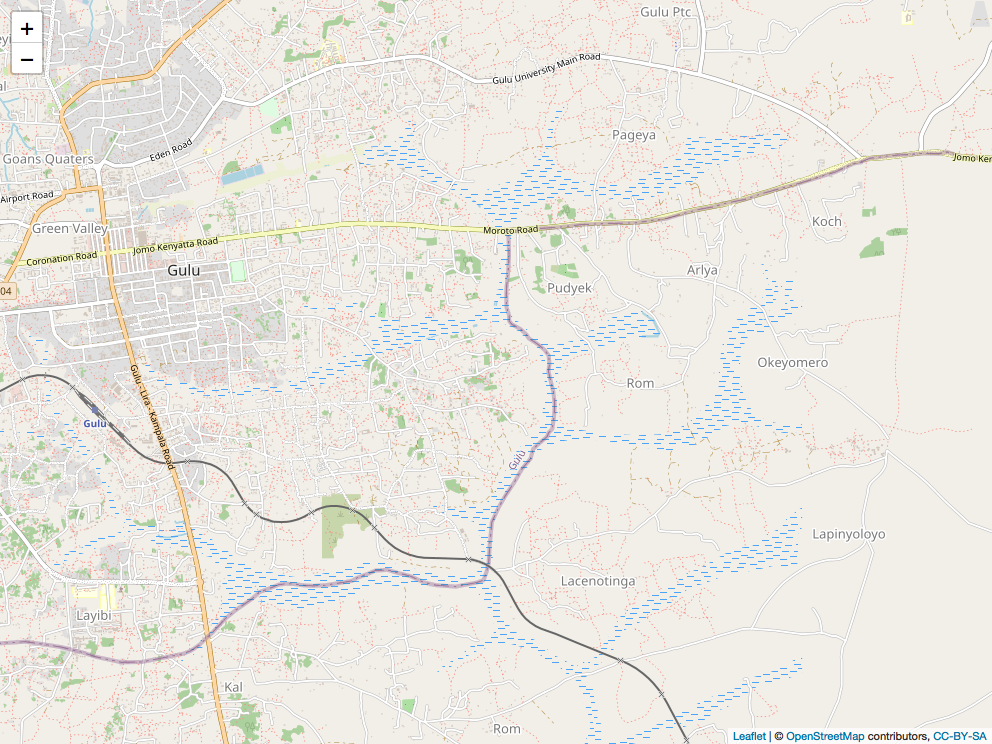 Gulu Ptc
+
−
Gulu University Main Road
Pageya
Eden Road
Goans Quaters
Jomo Ken
Airport Road
Koch
Green Valley
Moroto Road
Jomo Kenyatta Road
Coronation Road
Gulu
Arlya
Pudyek
04
Okeyomero
Rom
Gulu - Lira - Kampala Road
Gulu
Gulu
Lapinyoloyo
Lacenotinga
Layibi
Kal
Rom
Leaflet | © OpenStreetMap contributors, CC-BY-SA